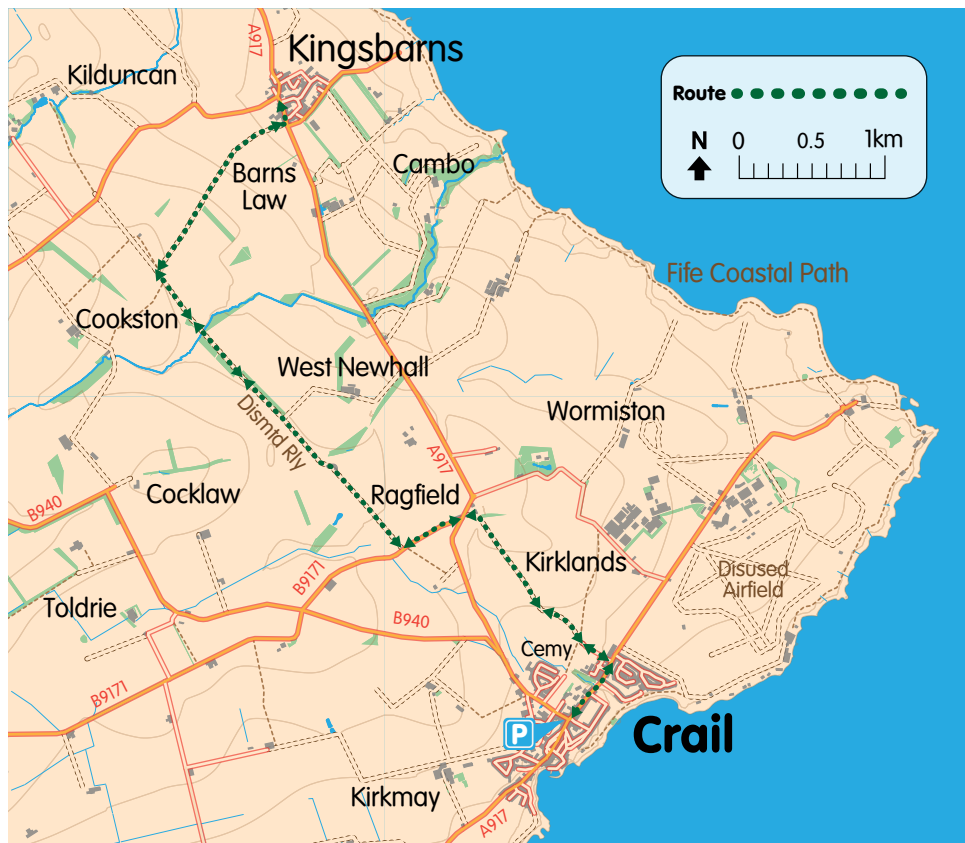 A917
Kingsbarns
Kilduncan
Route
N
0
0.5
1km
Barns
Law
Cambo
Fife Coastal Path
Cookston
West Newhall
Wormiston
Dismtd Rly
A917
Cocklaw
Ragfield
B940
Kirklands
Disused
Airfield
B9171
Toldrie
B940
Cemy
B9171
P
Crail
Kirkmay
A917